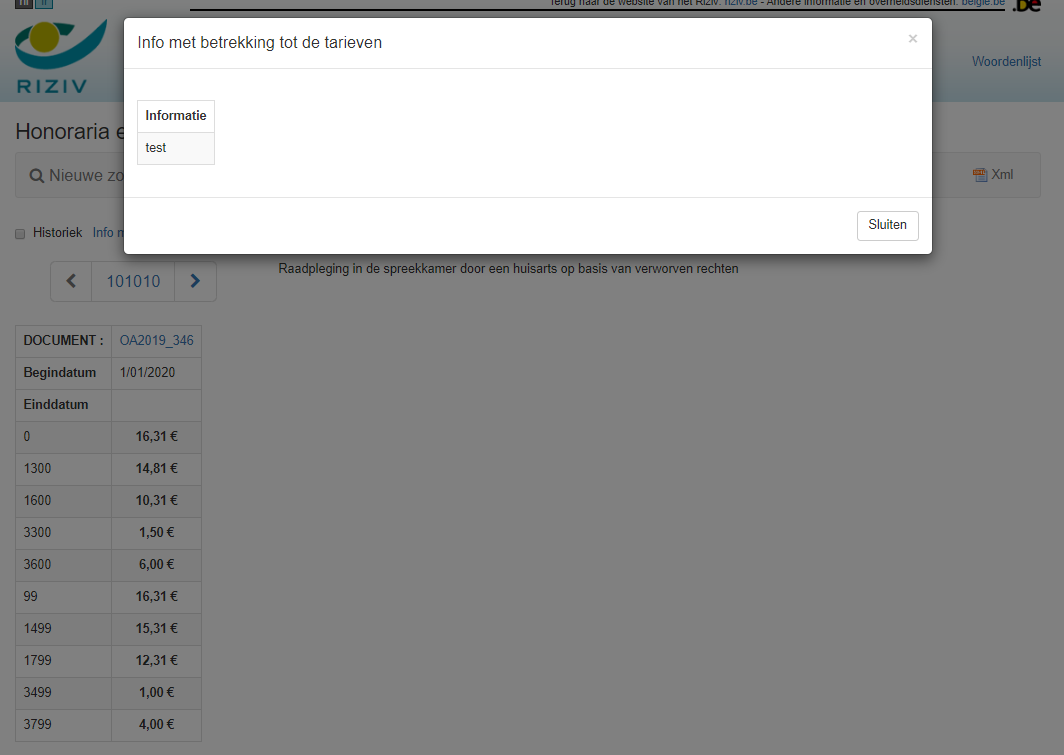 Terug naar de website van het RIZIV: riziv.be - Andere informatie en overheidsdiensten: belgie.be
.be
RIZIV
Woordenlijst
Info met betrekking tot de tarieven
×
Informatie
test
Sluiten
Honoraria e
Nieuwe zo
Xml
Historiek Info
101010
Raadpleging in de spreekkamer door een huisarts op basis van verworven rechten
DOCUMENT : OA2019_346
Begindatum 1/01/2020
Einddatum
0 16,31 €
1300 14,81 €
1600 10,31 €
3300 1,50 €
3600 6,00 €
99 16,31 €
1499 15,31 €
1799 12,31 €
3499 1,00 €
3799 4,00 €